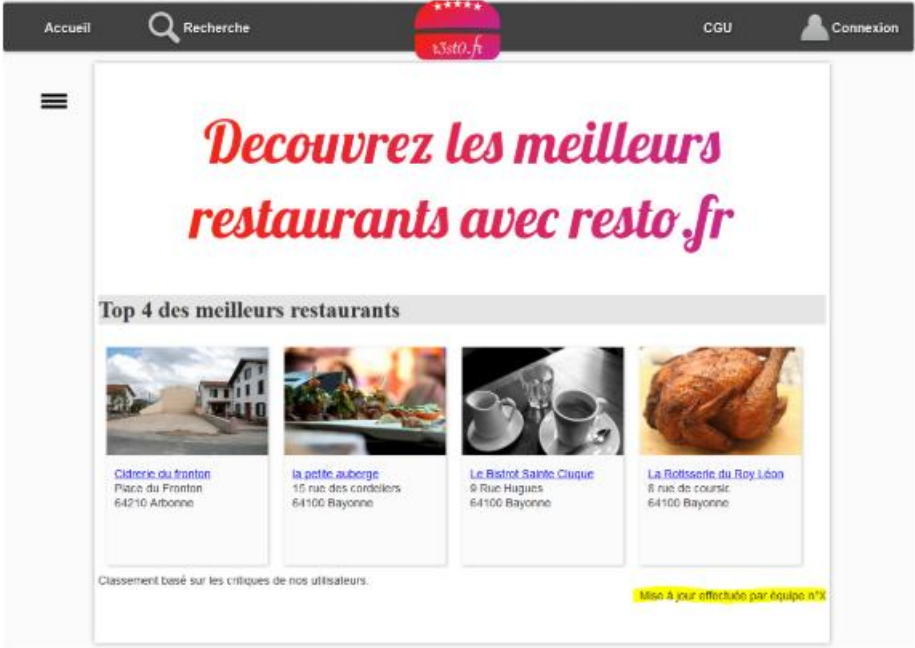 Accueil
Recherche
r3st0.fr
CGU
Connexion
Decouvrez les meilleurs
restaurants avec resto.fr
Top 4 des meilleurs restaurants
Cidrerie du fronton
Place du Fronton
64210 Arbonne
la petite auberge
15 rue des cordeliers
64100 Bayonne
Le Bistrot Sainte Cluque
9 Rue Hugues
64100 Bayonne
La Rotisserie du Roy Léon
8 rue de coursic
64100 Bayonne
Classement basé sur les critiques de nos utilisateurs.
Mise à jour effectuée par équipe n°X